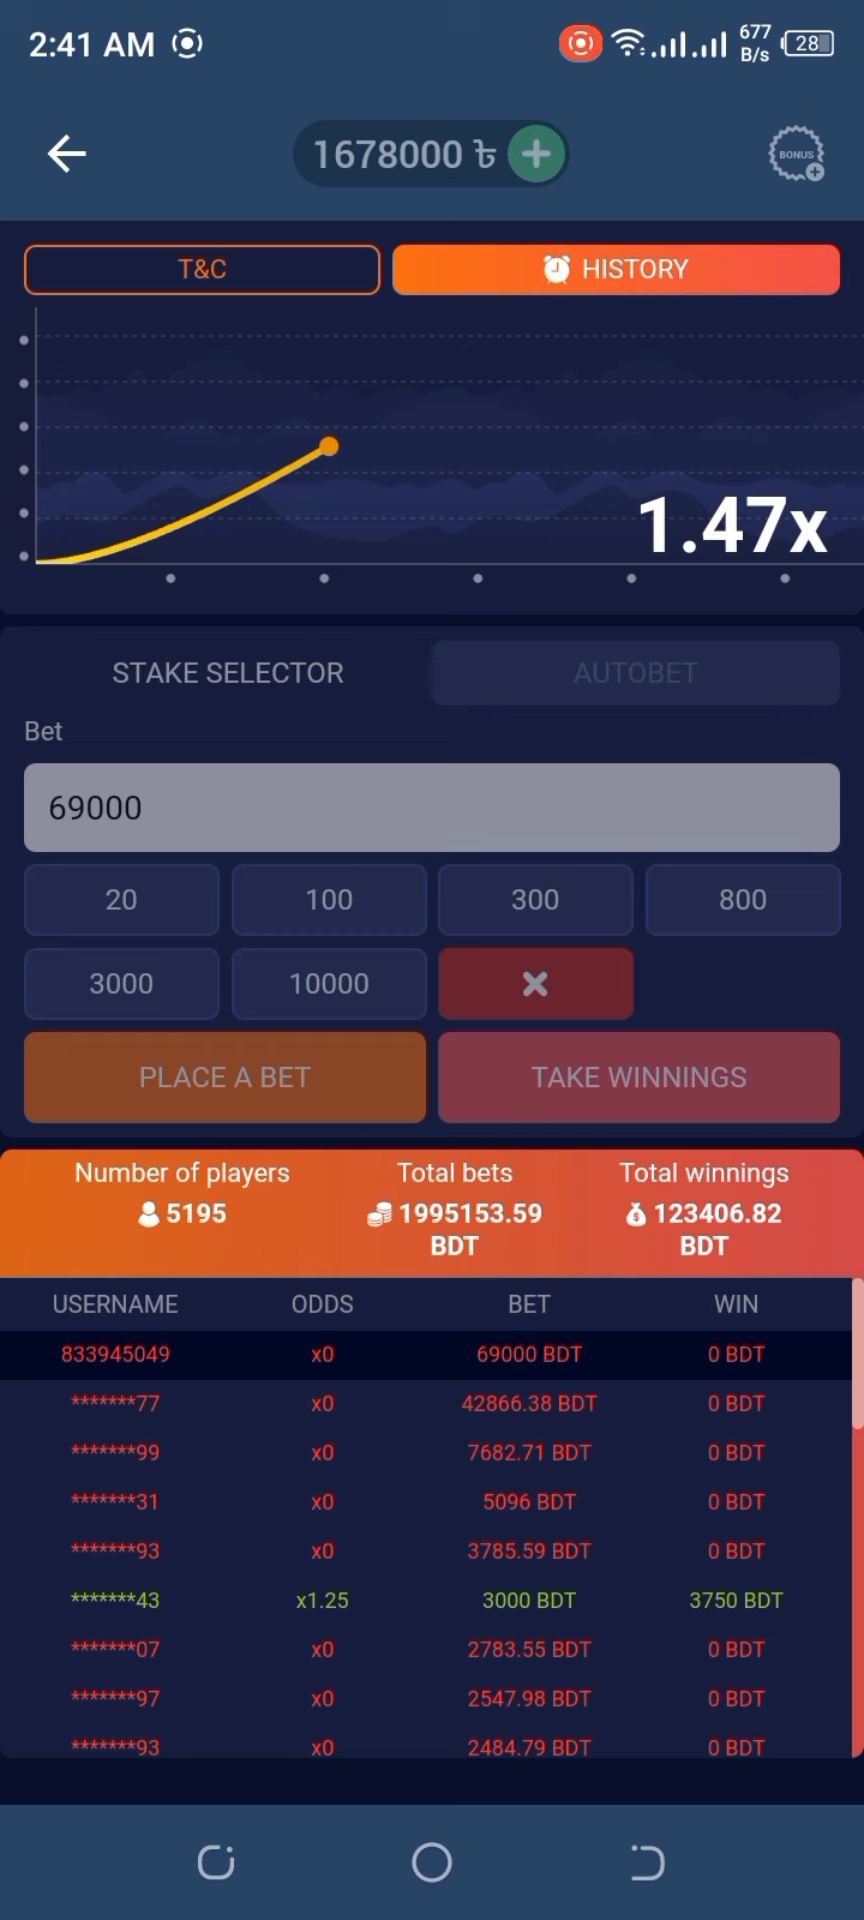 2:41 AM
677
B/s
28
1678000 ৳
BONUS
T&C
HISTORY
1.47x
STAKE SELECTOR
AUTOBET
Bet
69000
20 100 300 800
3000 10000
PLACE A BET
TAKE WINNINGS
Number of players Total bets Total winnings
5195 1995153.59 123406.82
BDT BDT
USERNAME ODDS BET WIN
833945049 x0 69000 BDT 0 BDT
*******77 x0 42866.38 BDT 0 BDT
*******99 x0 7682.71 BDT 0 BDT
*******31 x0 5096 BDT 0 BDT
*******93 x0 3785.59 BDT 0 BDT
*******43 x1.25 3000 BDT 3750 BDT
*******07 x0 2783.55 BDT 0 BDT
*******97 x0 2547.98 BDT 0 BDT
*******93 x0 2484.79 BDT 0 BDT